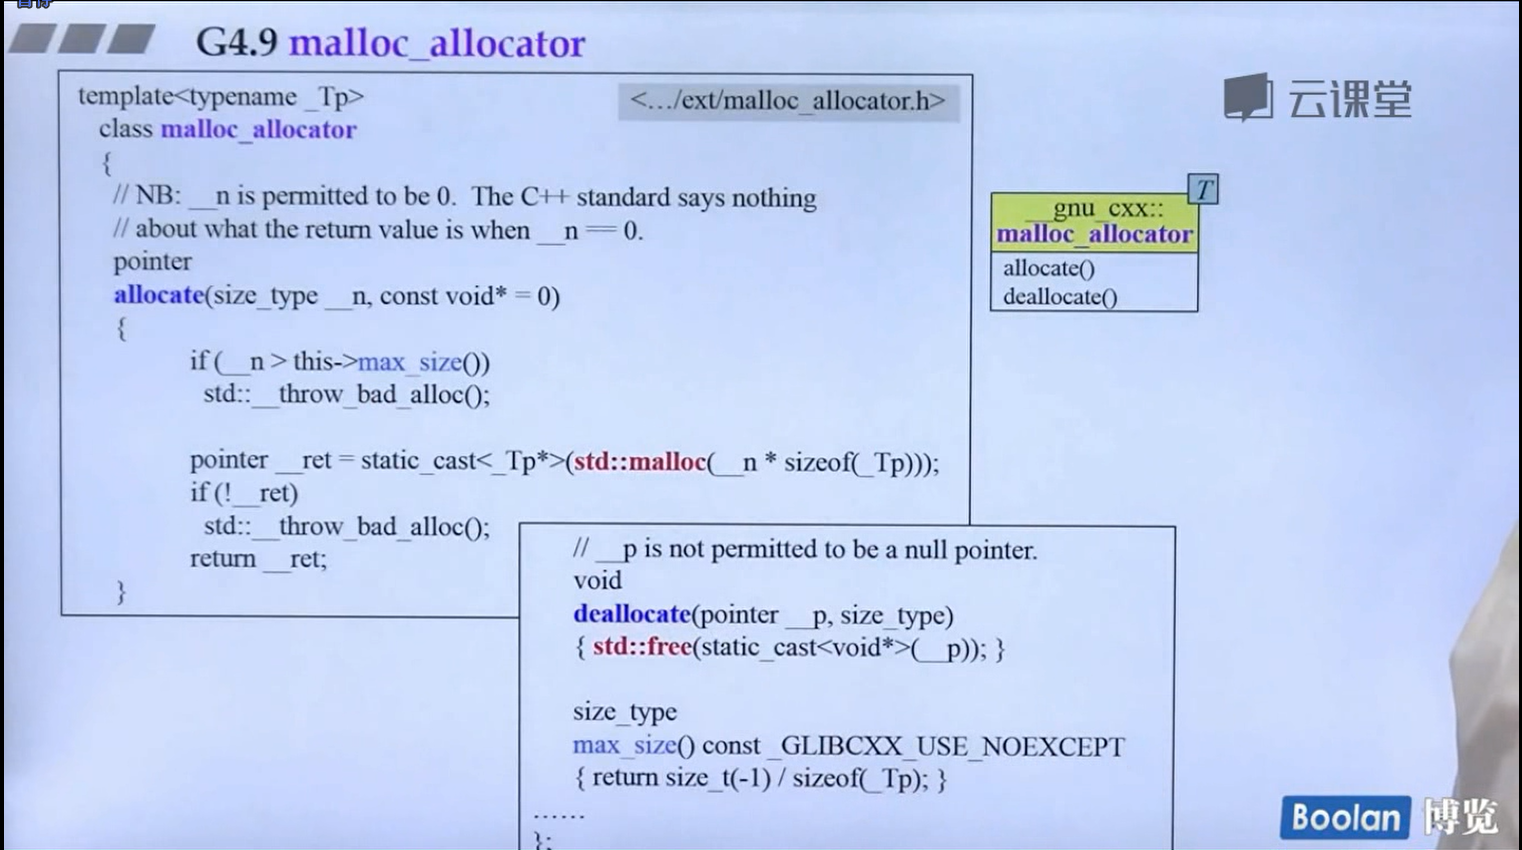 暂停
G4.9 malloc_allocator
template<typename _Tp>
<.../ext/malloc_allocator.h>
class malloc_allocator
{
// NB: __n is permitted to be 0. The C++ standard says nothing
// about what the return value is when __n == 0.
pointer
allocate(size_type __n, const void* = 0)
{
if (__n > this->max_size())
std::__throw_bad_alloc();
pointer __ret = static_cast<_Tp*>(std::malloc(__n * sizeof(_Tp)));
if (!__ret)
std::__throw_bad_alloc();
return __ret;
}
// __p is not permitted to be a null pointer.
void
deallocate(pointer __p, size_type)
{ std::free(static_cast<void*>(__p)); }
size_type
max_size() const _GLIBCXX_USE_NOEXCEPT
{ return size_t(-1) / sizeof(_Tp); }
......
};
云课堂
T
__gnu_cxx::
malloc_allocator
allocate()
deallocate()
Boolan 博览